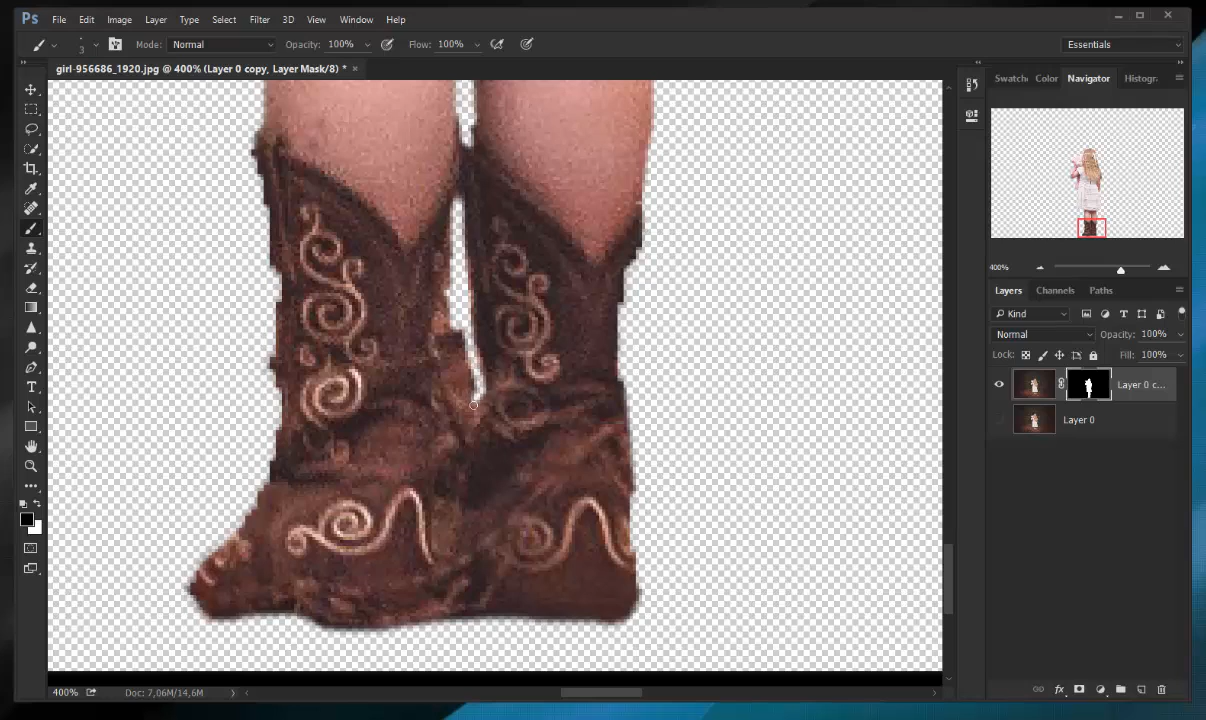 Ps File Edit Image Layer Type Select Filter 3D View Window Help
3 Mode: Normal Opacity: 100% Flow: 100% Essentials
girl-956686_1920.jpg @ 400% (Layer 0 copy, Layer Mask/8) * ×
Swatch Color Navigator Histogr.
400%
Layers Channels Paths
Kind
Normal Opacity: 100%
Lock: Fill: 100%
Layer 0 c...
Layer 0
400% Doc: 7,06M/14,6M
fx